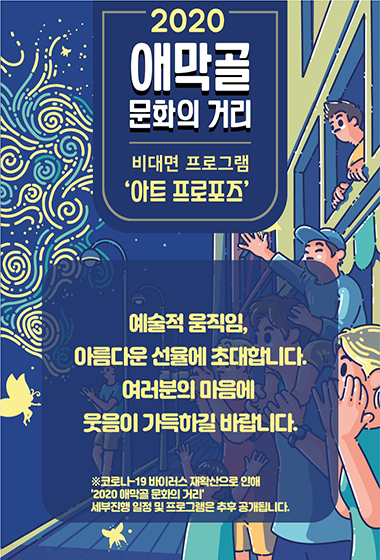 2020
애막골
문화의 거리
비대면 프로그램
‘아트 프로포즈’
예술적 움직임,
아름다운 선율에 초대합니다.
여러분의 마음에
웃음이 가득하길 바랍니다.
※코로나-19 바이러스 재확산으로 인해
'2020 애막골 문화의 거리'
세부진행 일정 및 프로그램은 추후 공개됩니다.